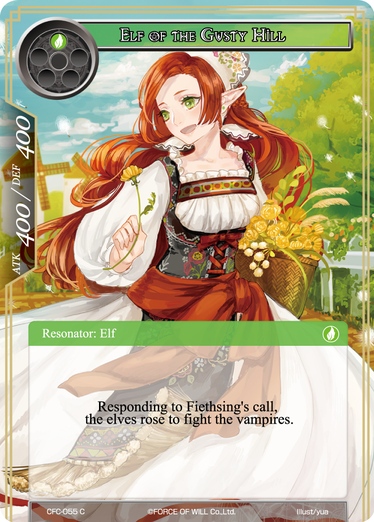 Elf of the Gusty Hill
ATK 400 / DEF 400
Resonator: Elf
Responding to Fiethsing's call,
the elves rose to fight the vampires.
CFC-055 C ©FORCE OF WILL Co.,Ltd. Illust/yua